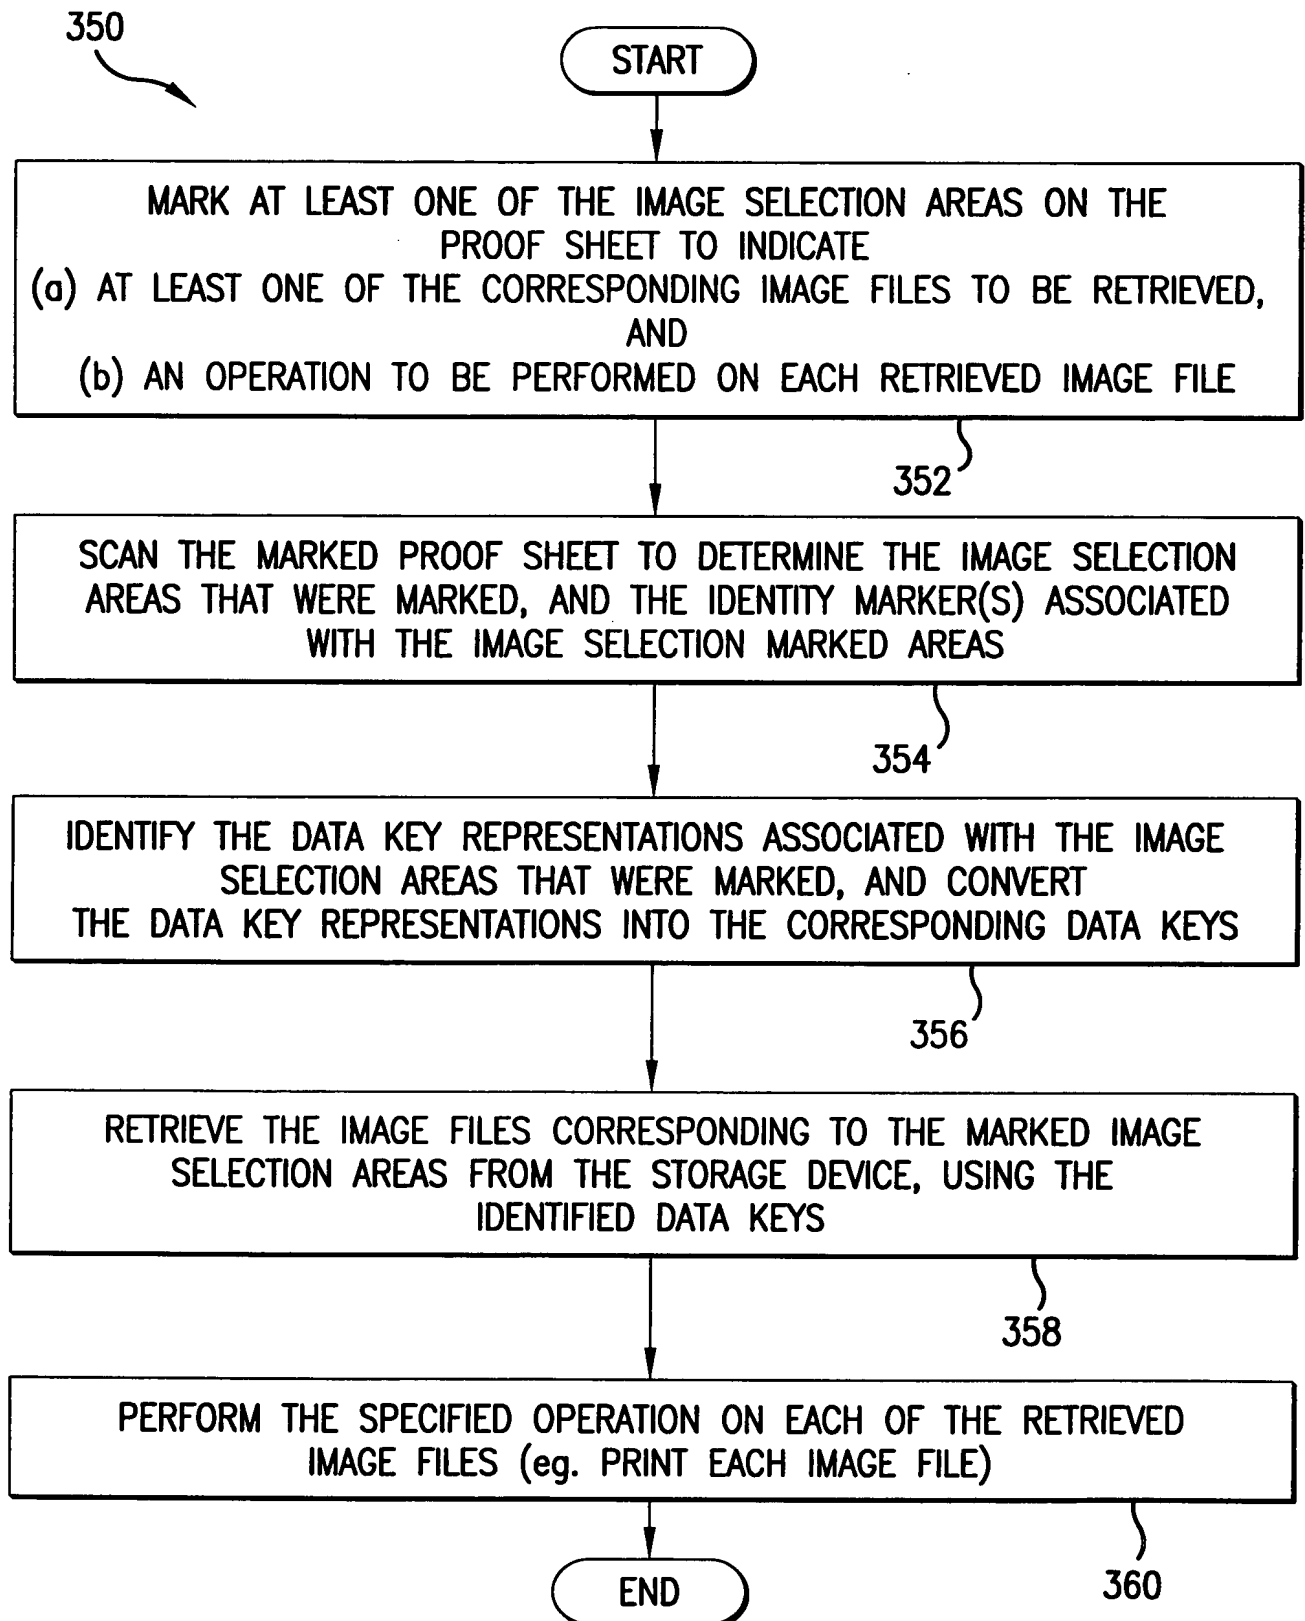 350
START
MARK AT LEAST ONE OF THE IMAGE SELECTION AREAS ON THE
PROOF SHEET TO INDICATE
(a) AT LEAST ONE OF THE CORRESPONDING IMAGE FILES TO BE RETRIEVED,
AND
(b) AN OPERATION TO BE PERFORMED ON EACH RETRIEVED IMAGE FILE
352
SCAN THE MARKED PROOF SHEET TO DETERMINE THE IMAGE SELECTION
AREAS THAT WERE MARKED, AND THE IDENTITY MARKER(S) ASSOCIATED
WITH THE IMAGE SELECTION MARKED AREAS
354
IDENTIFY THE DATA KEY REPRESENTATIONS ASSOCIATED WITH THE IMAGE
SELECTION AREAS THAT WERE MARKED, AND CONVERT
THE DATA KEY REPRESENTATIONS INTO THE CORRESPONDING DATA KEYS
356
RETRIEVE THE IMAGE FILES CORRESPONDING TO THE MARKED IMAGE
SELECTION AREAS FROM THE STORAGE DEVICE, USING THE
IDENTIFIED DATA KEYS
358
PERFORM THE SPECIFIED OPERATION ON EACH OF THE RETRIEVED
IMAGE FILES (eg. PRINT EACH IMAGE FILE)
360
END